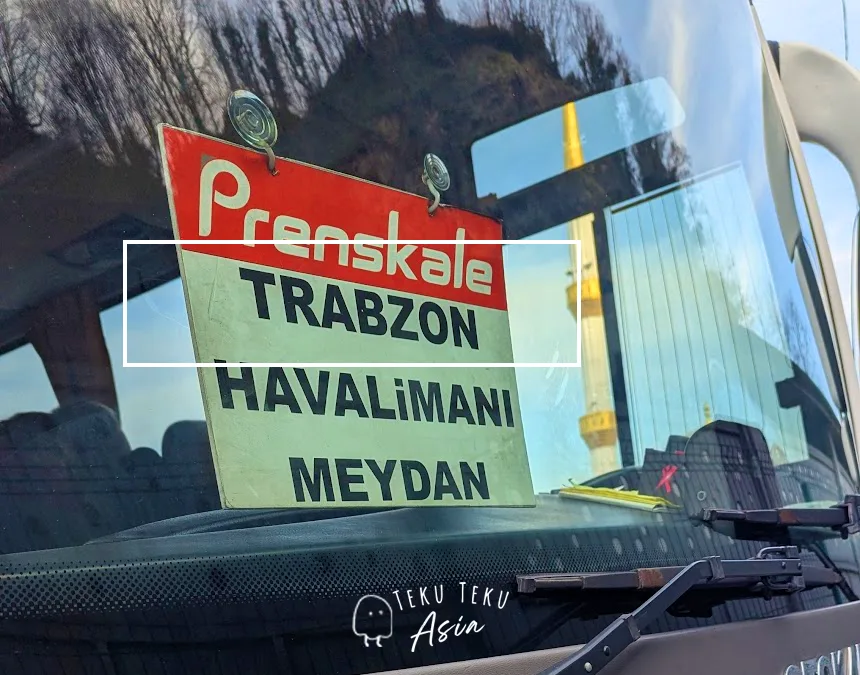 Prenskale
TRABZON
HAVALiMANI
MEYDAN
TEKU TEKU
Asia